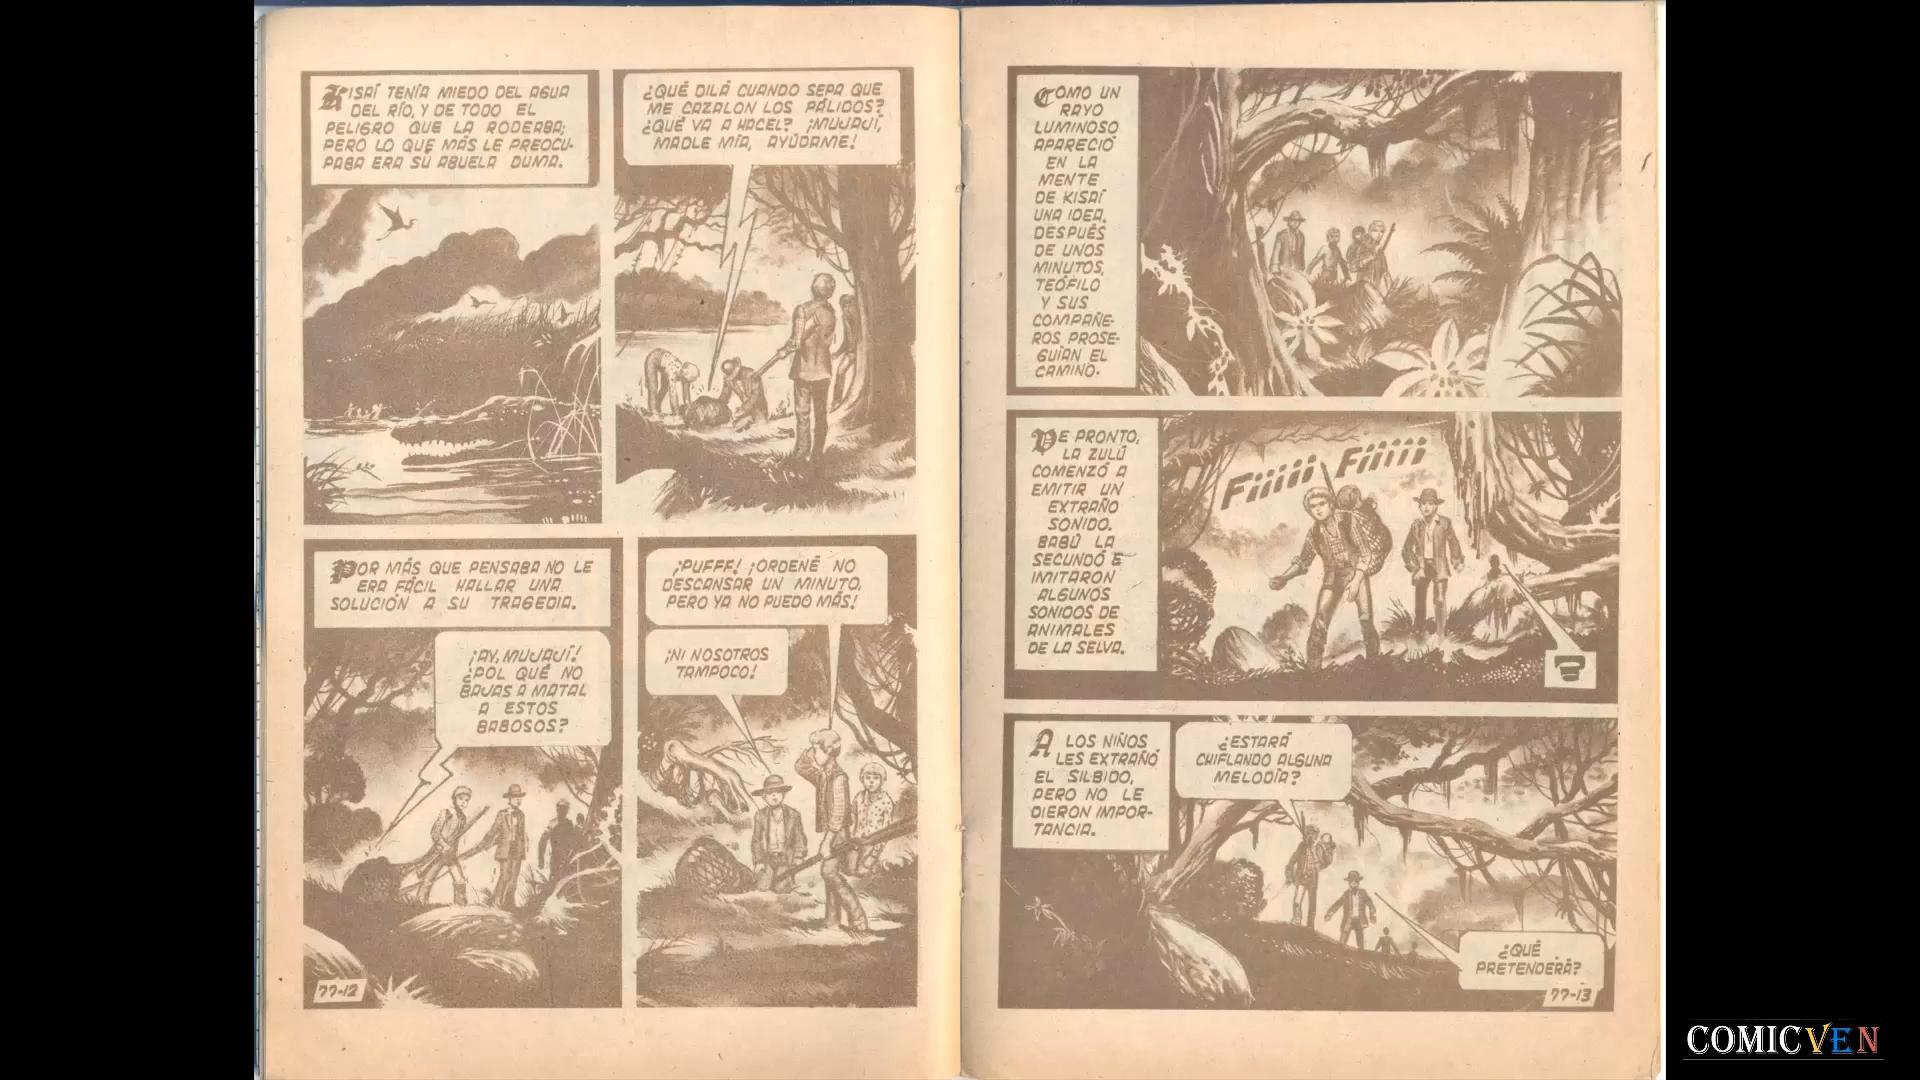 KISAÍ TENÍA MIEDO DEL AGUA
DEL RÍO, Y DE TODO EL
PELIGRO QUE LA RODEABA;
PERO LO QUE MÁS LE PREOCU-
PABA ERA SU ABUELA DUMA.
¿QUÉ DILÁ CUANDO SEPA QUE
ME CAZALON LOS PÁLIDOS?
¿QUÉ VA A HACEL? ¡MUJAJÍ,
MADLE MÍA, AYÚDAME!
POR MÁS QUE PENSABA NO LE
ERA FÁCIL HALLAR UNA
SOLUCIÓN A SU TRAGEDIA.
¡AY, MUJAJÍ!
¿POL QUÉ NO
BAJAS A MATAL
A ESTOS
BABOSOS?
¡PUFFF! ¡ORDENÉ NO
DESCANSAR UN MINUTO,
PERO YA NO PUEDO MÁS!
¡NI NOSOTROS
TAMPOCO!
77-12
COMO UN
RAYO
LUMINOSO
APARECIÓ
EN LA
MENTE
DE KISAÍ
UNA IDEA.
DESPUÉS
DE UNOS
MINUTOS,
TEÓFILO
Y SUS
COMPAÑE-
ROS PROSE-
GUÍAN EL
CAMINO.
DE PRONTO,
LA ZULÚ
COMENZÓ A
EMITIR UN
EXTRAÑO
SONIDO.
BABÚ LA
SECUNDÓ E
IMITARON
ALGUNOS
SONIDOS DE
ANIMALES
DE LA SELVA.
Fiiiii Fiiiii
A LOS NIÑOS
LES EXTRAÑÓ
EL SILBIDO,
PERO NO LE
DIERON IMPOR-
TANCIA.
¿ESTARÁ
CHIFLANDO ALGUNA
MELODÍA?
¿QUÉ
PRETENDERÁ?
77-13
COMICVEN